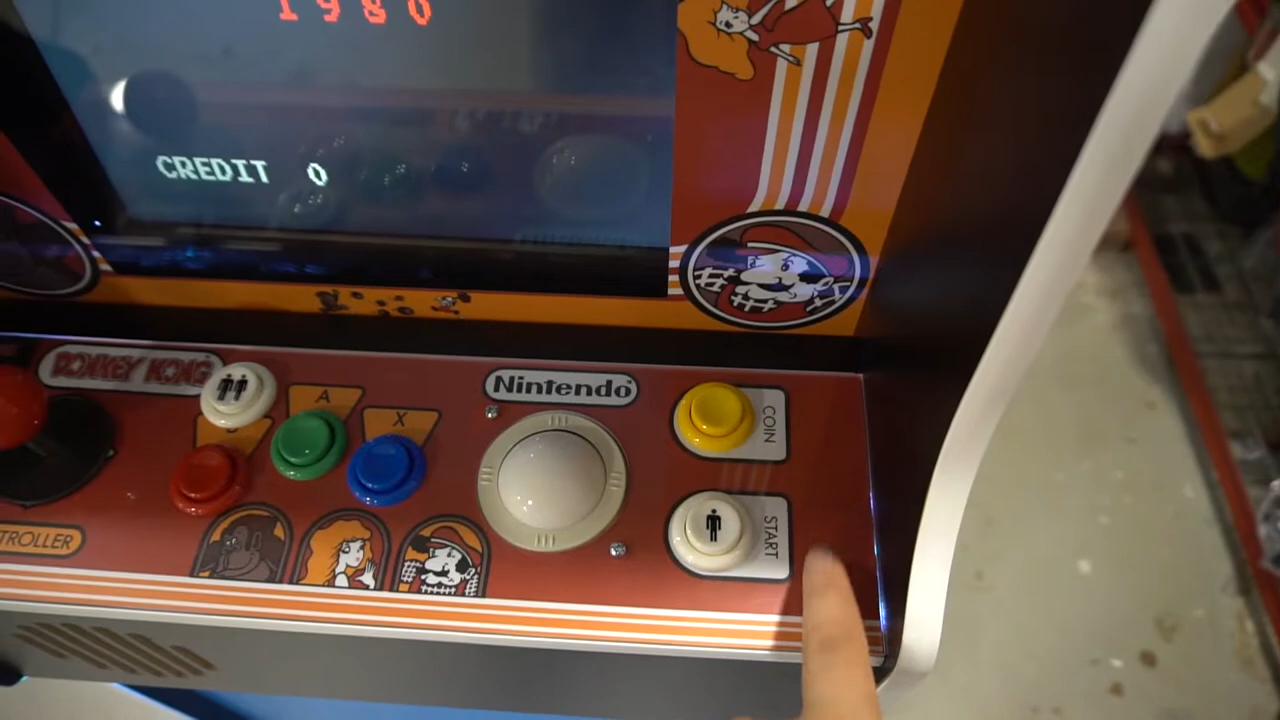 1980
CREDIT 0
DONKEY KONG
Nintendo
A
X
COIN
START
TROLLER